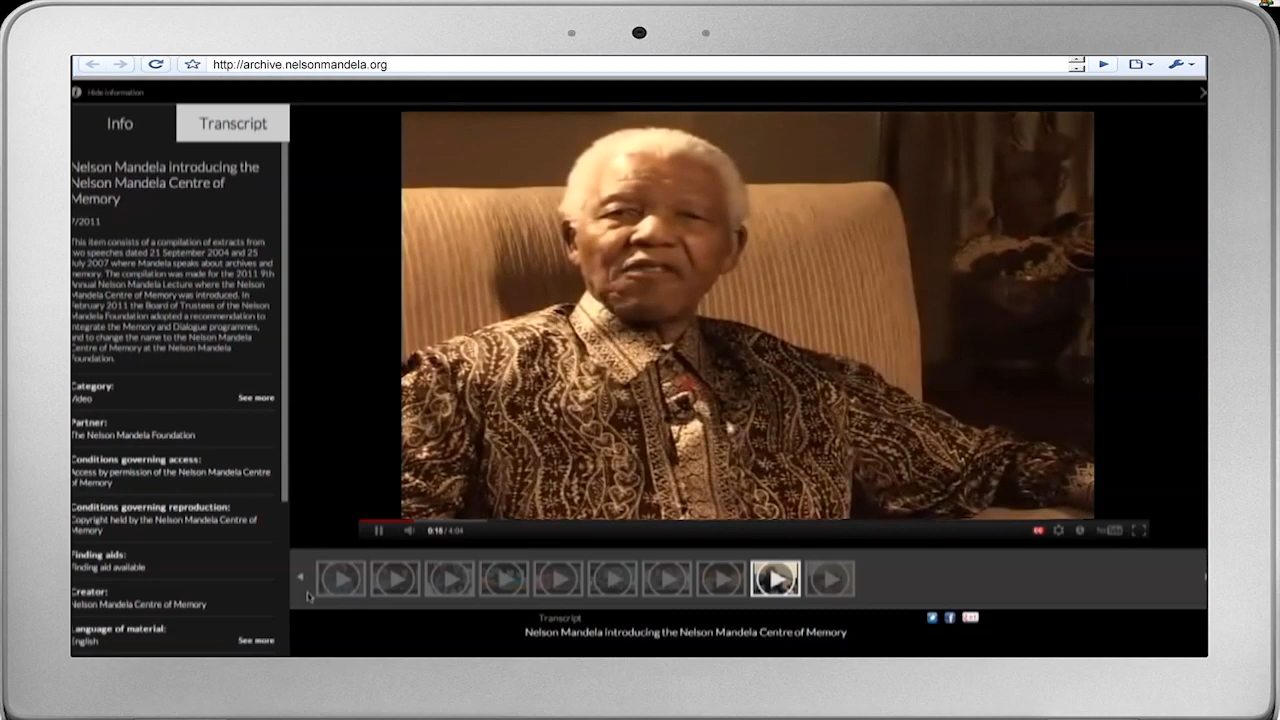 http://archive.nelsonmandela.org
Hide Information
Info
Transcript
Nelson Mandela introducing the
Nelson Mandela Centre of
Memory
7/2011
This item consists of a compilation of extracts from
two speeches dated 21 September 2004 and 25
July 2007 where Mandela speaks about archives and
memory. The compilation was made for the 2011 9th
Annual Nelson Mandela Lecture where the Nelson
Mandela Centre of Memory was introduced. In
February 2011 the Board of Trustees of the Nelson
Mandela Foundation adopted a recommendation to
integrate the Memory and Dialogue programmes,
and to change the name to the Nelson Mandela
Centre of Memory at the Nelson Mandela
Foundation.
Category:
Video
See more
Partner:
The Nelson Mandela Foundation
Conditions governing access:
Access by permission of the Nelson Mandela Centre
of Memory
Conditions governing reproduction:
Copyright held by the Nelson Mandela Centre of
Memory
Finding aids:
Finding aid available
Creator:
Nelson Mandela Centre of Memory
Language of material:
English
See more
0:18 / 4:04
YouTube
Transcript
Nelson Mandela introducing the Nelson Mandela Centre of Memory